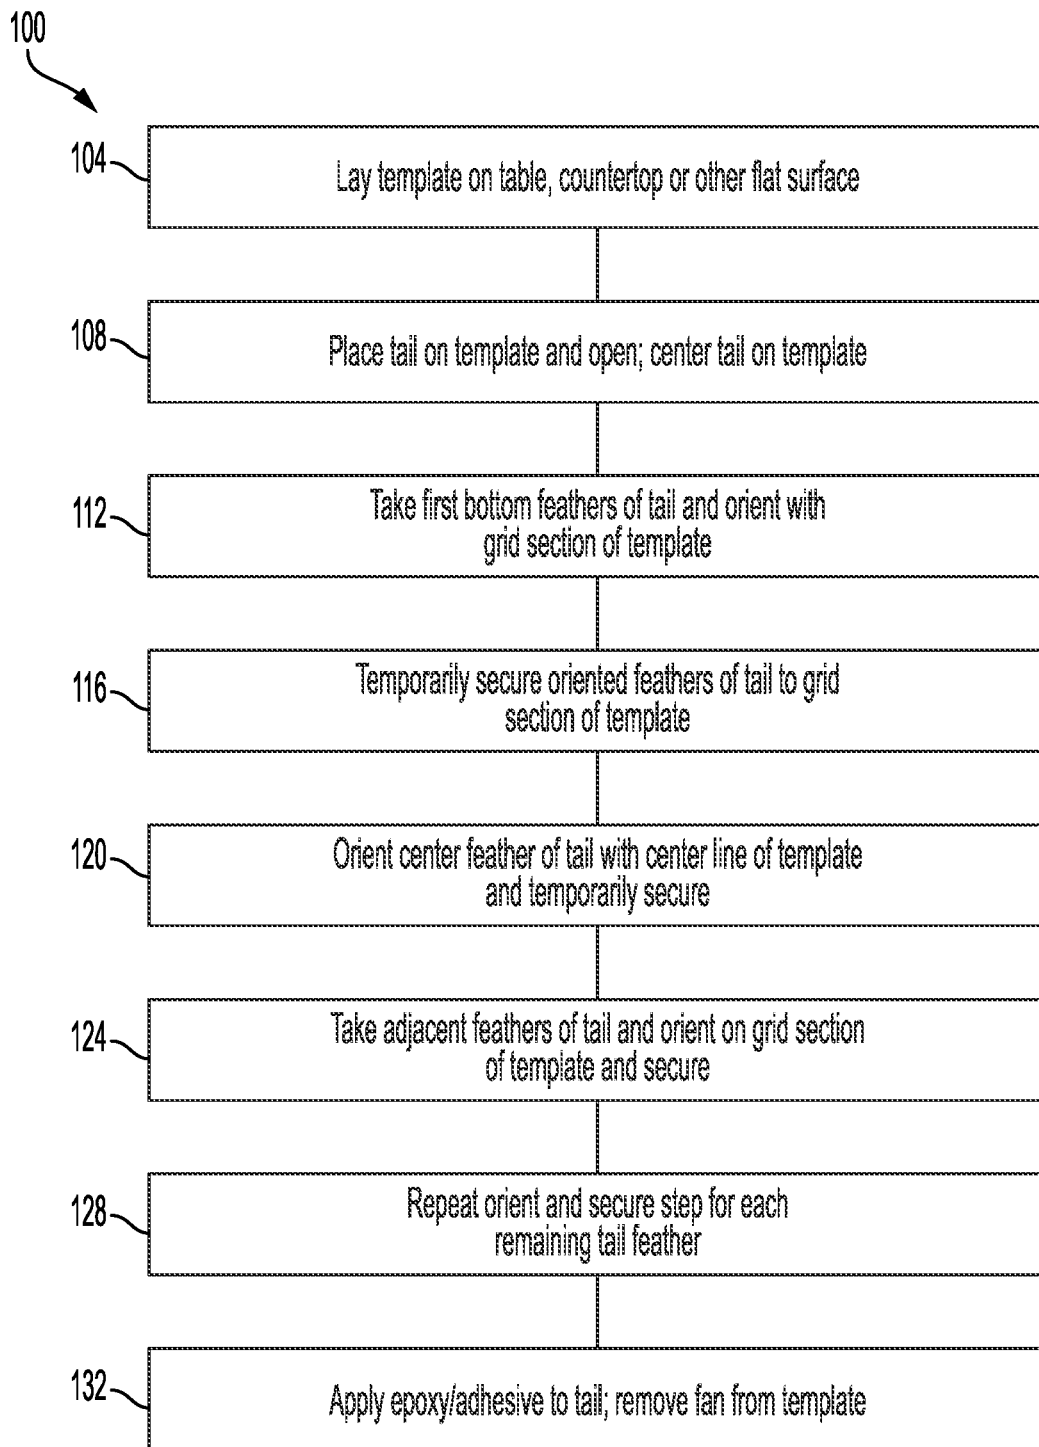 100
104
Lay template on table, countertop or other flat surface
108
Place tail on template and open; center tail on template
112
Take first bottom feathers of tail and orient with
grid section of template
116
Temporarily secure oriented feathers of tail to grid
section of template
120
Orient center feather of tail with center line of template
and temporarily secure
124
Take adjacent feathers of tail and orient on grid section
of template and secure
128
Repeat orient and secure step for each
remaining tail feather
132
Apply epoxy/adhesive to tail; remove fan from template